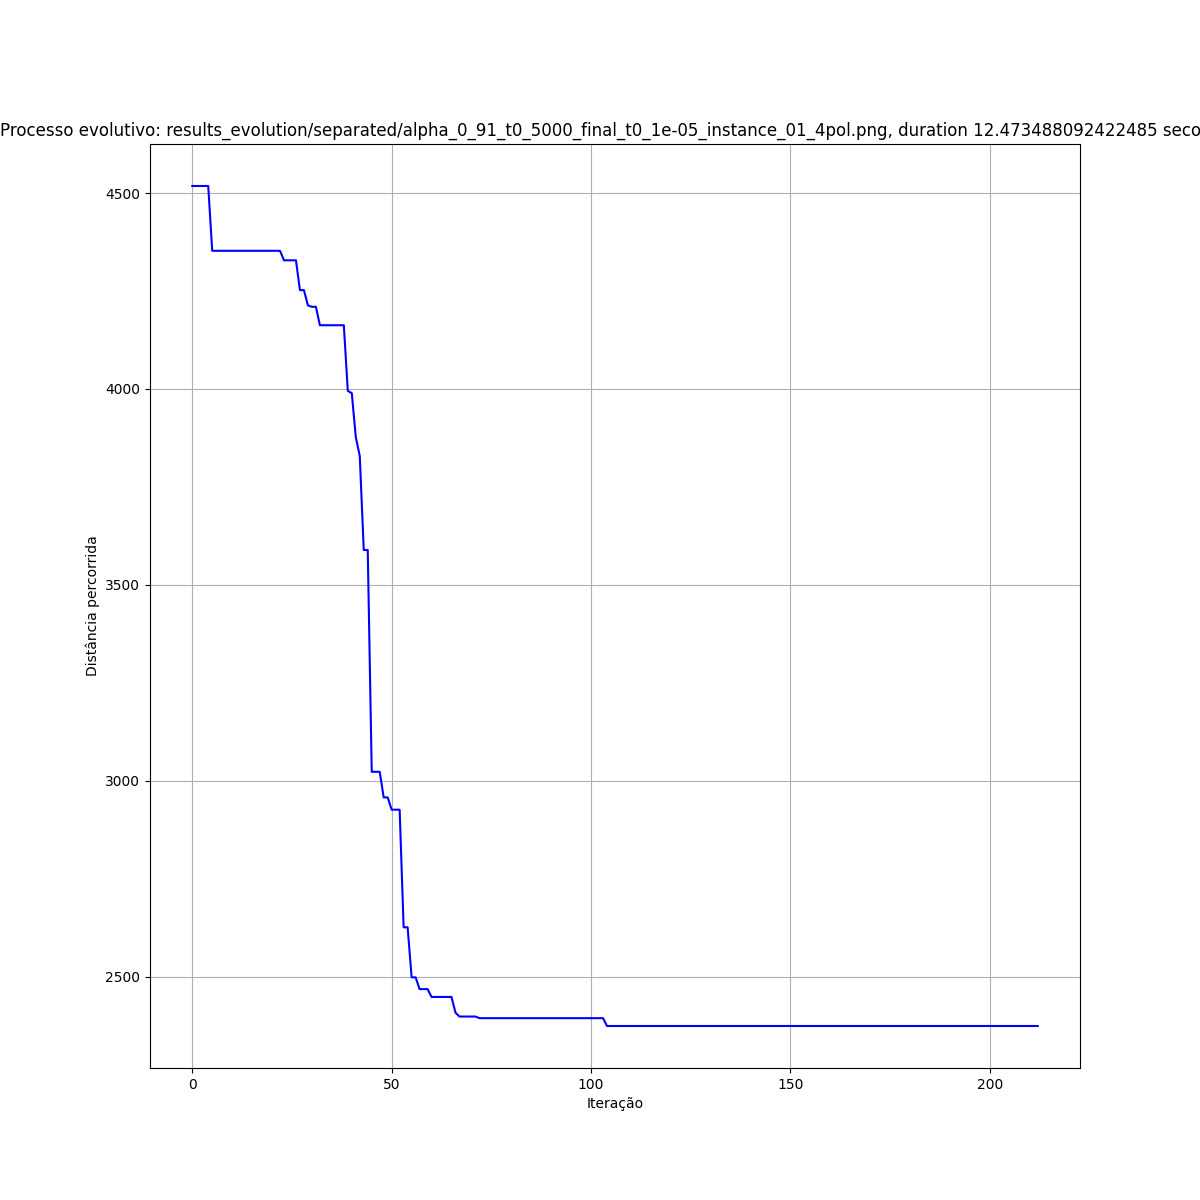 Processo evolutivo: results_evolution/separated/alpha_0_91_t0_5000_final_t0_1e-05_instance_01_4pol.png, duration 12.473488092422485 seco
4500
4000
3500
3000
2500
Distância percorrida
0 50 100 150 200
Iteração